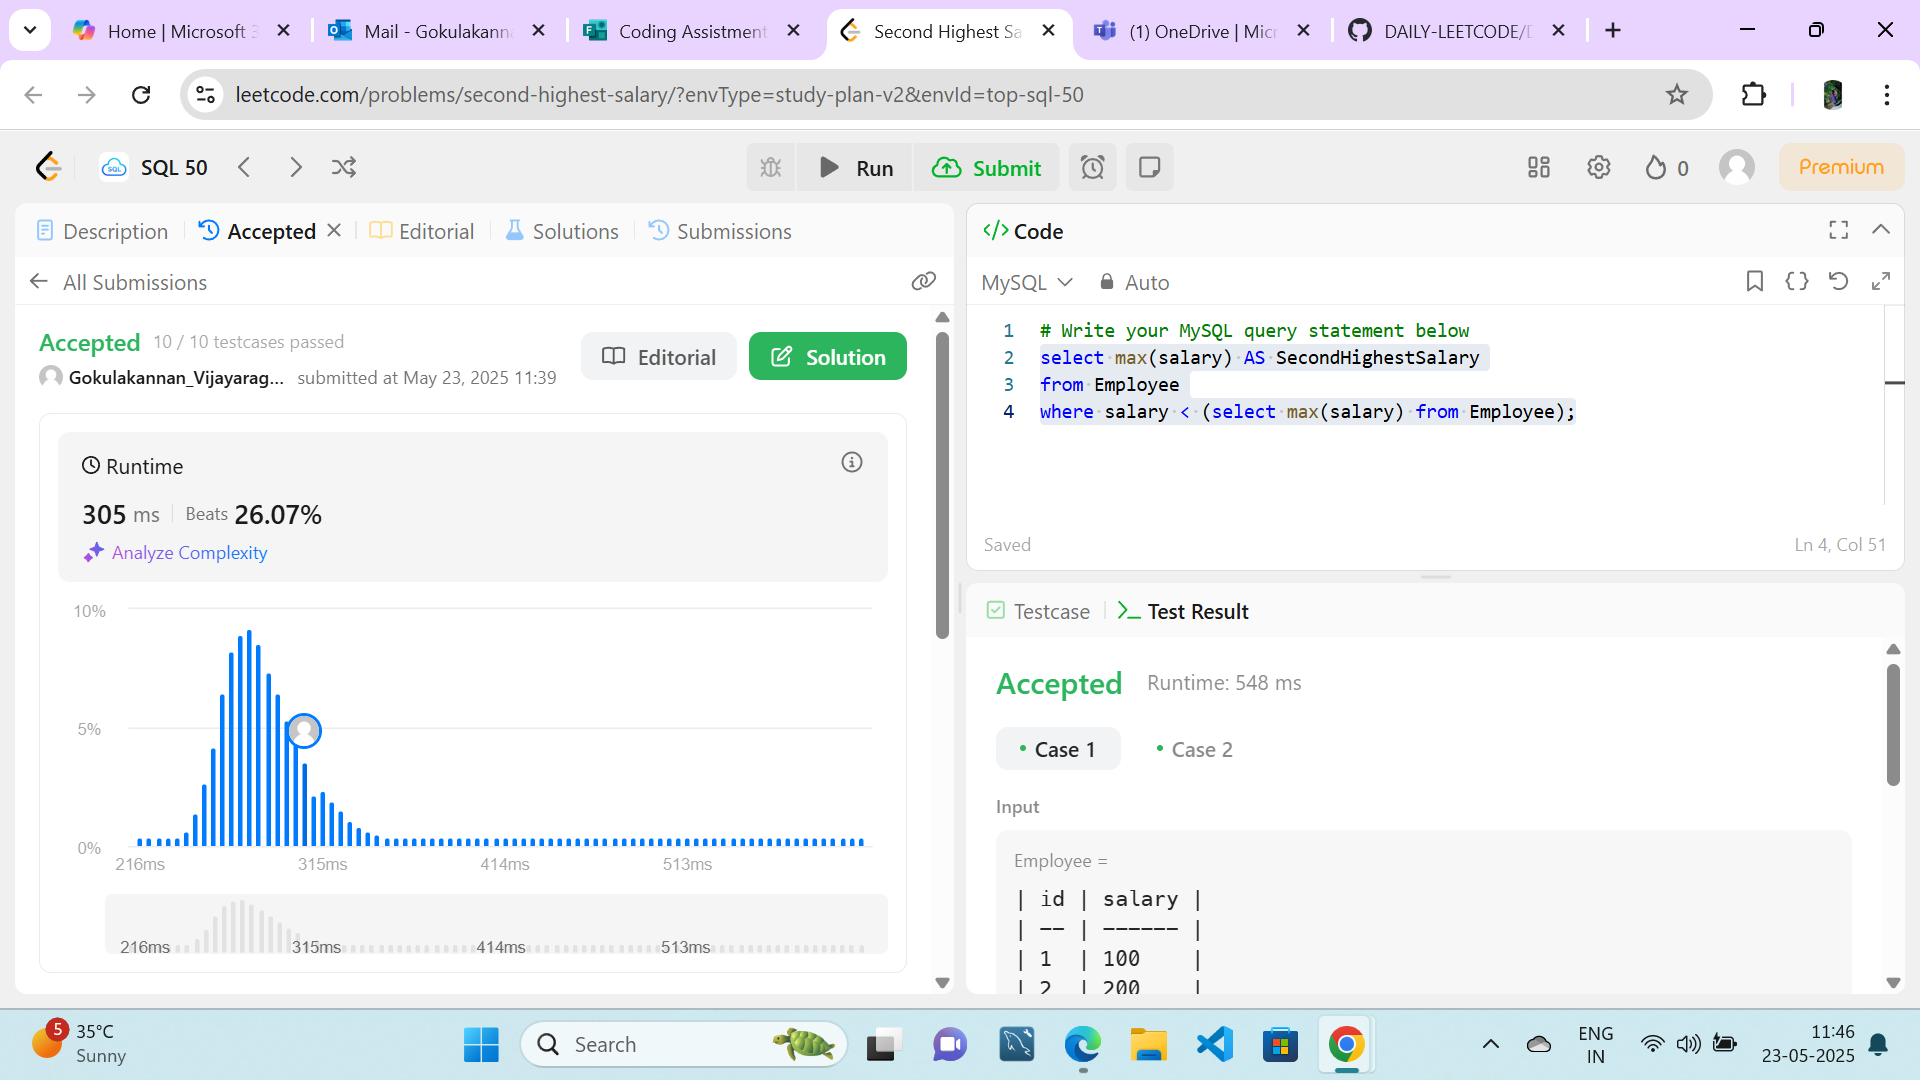 Home | Microsoft 3
Mail - Gokulakanna
Coding Assistment
Second Highest Sa
(1) OneDrive | Micr
DAILY-LEETCODE/D
leetcode.com/problems/second-highest-salary/?envType=study-plan-v2&envId=top-sql-50
SQL
SQL 50
Run
Submit
0
Premium
Description
Accepted
Editorial
Solutions
Submissions
All Submissions
Accepted 10 / 10 testcases passed
Gokulakannan_Vijayarag... submitted at May 23, 2025 11:39
Editorial
Solution
Runtime
305 ms Beats 26.07%
Analyze Complexity
10%
5%
0%
216ms 315ms 414ms 513ms
216ms 315ms 414ms 513ms
</> Code
MySQL Auto
1 # Write your MySQL query statement below
2 select max(salary) AS SecondHighestSalary
3 from Employee
4 where salary < (select max(salary) from Employee);
Saved
Ln 4, Col 51
Testcase
>_ Test Result
Accepted Runtime: 548 ms
• Case 1 • Case 2
Input
Employee =
| id | salary |
| -- | ------ |
| 1 | 100 |
| 2 | 200 |
5
35°C
Sunny
Search
ENG
IN
11:46
23-05-2025